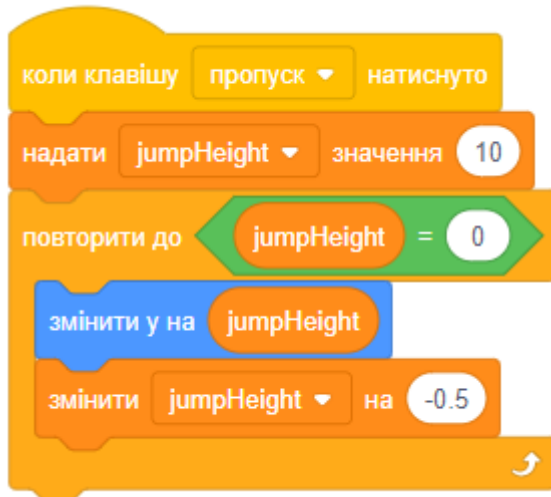 коли клавішу пропуск натиснуто
надати jumpHeight значення 10
повторити до jumpHeight = 0
змінити y на jumpHeight
змінити jumpHeight на -0.5